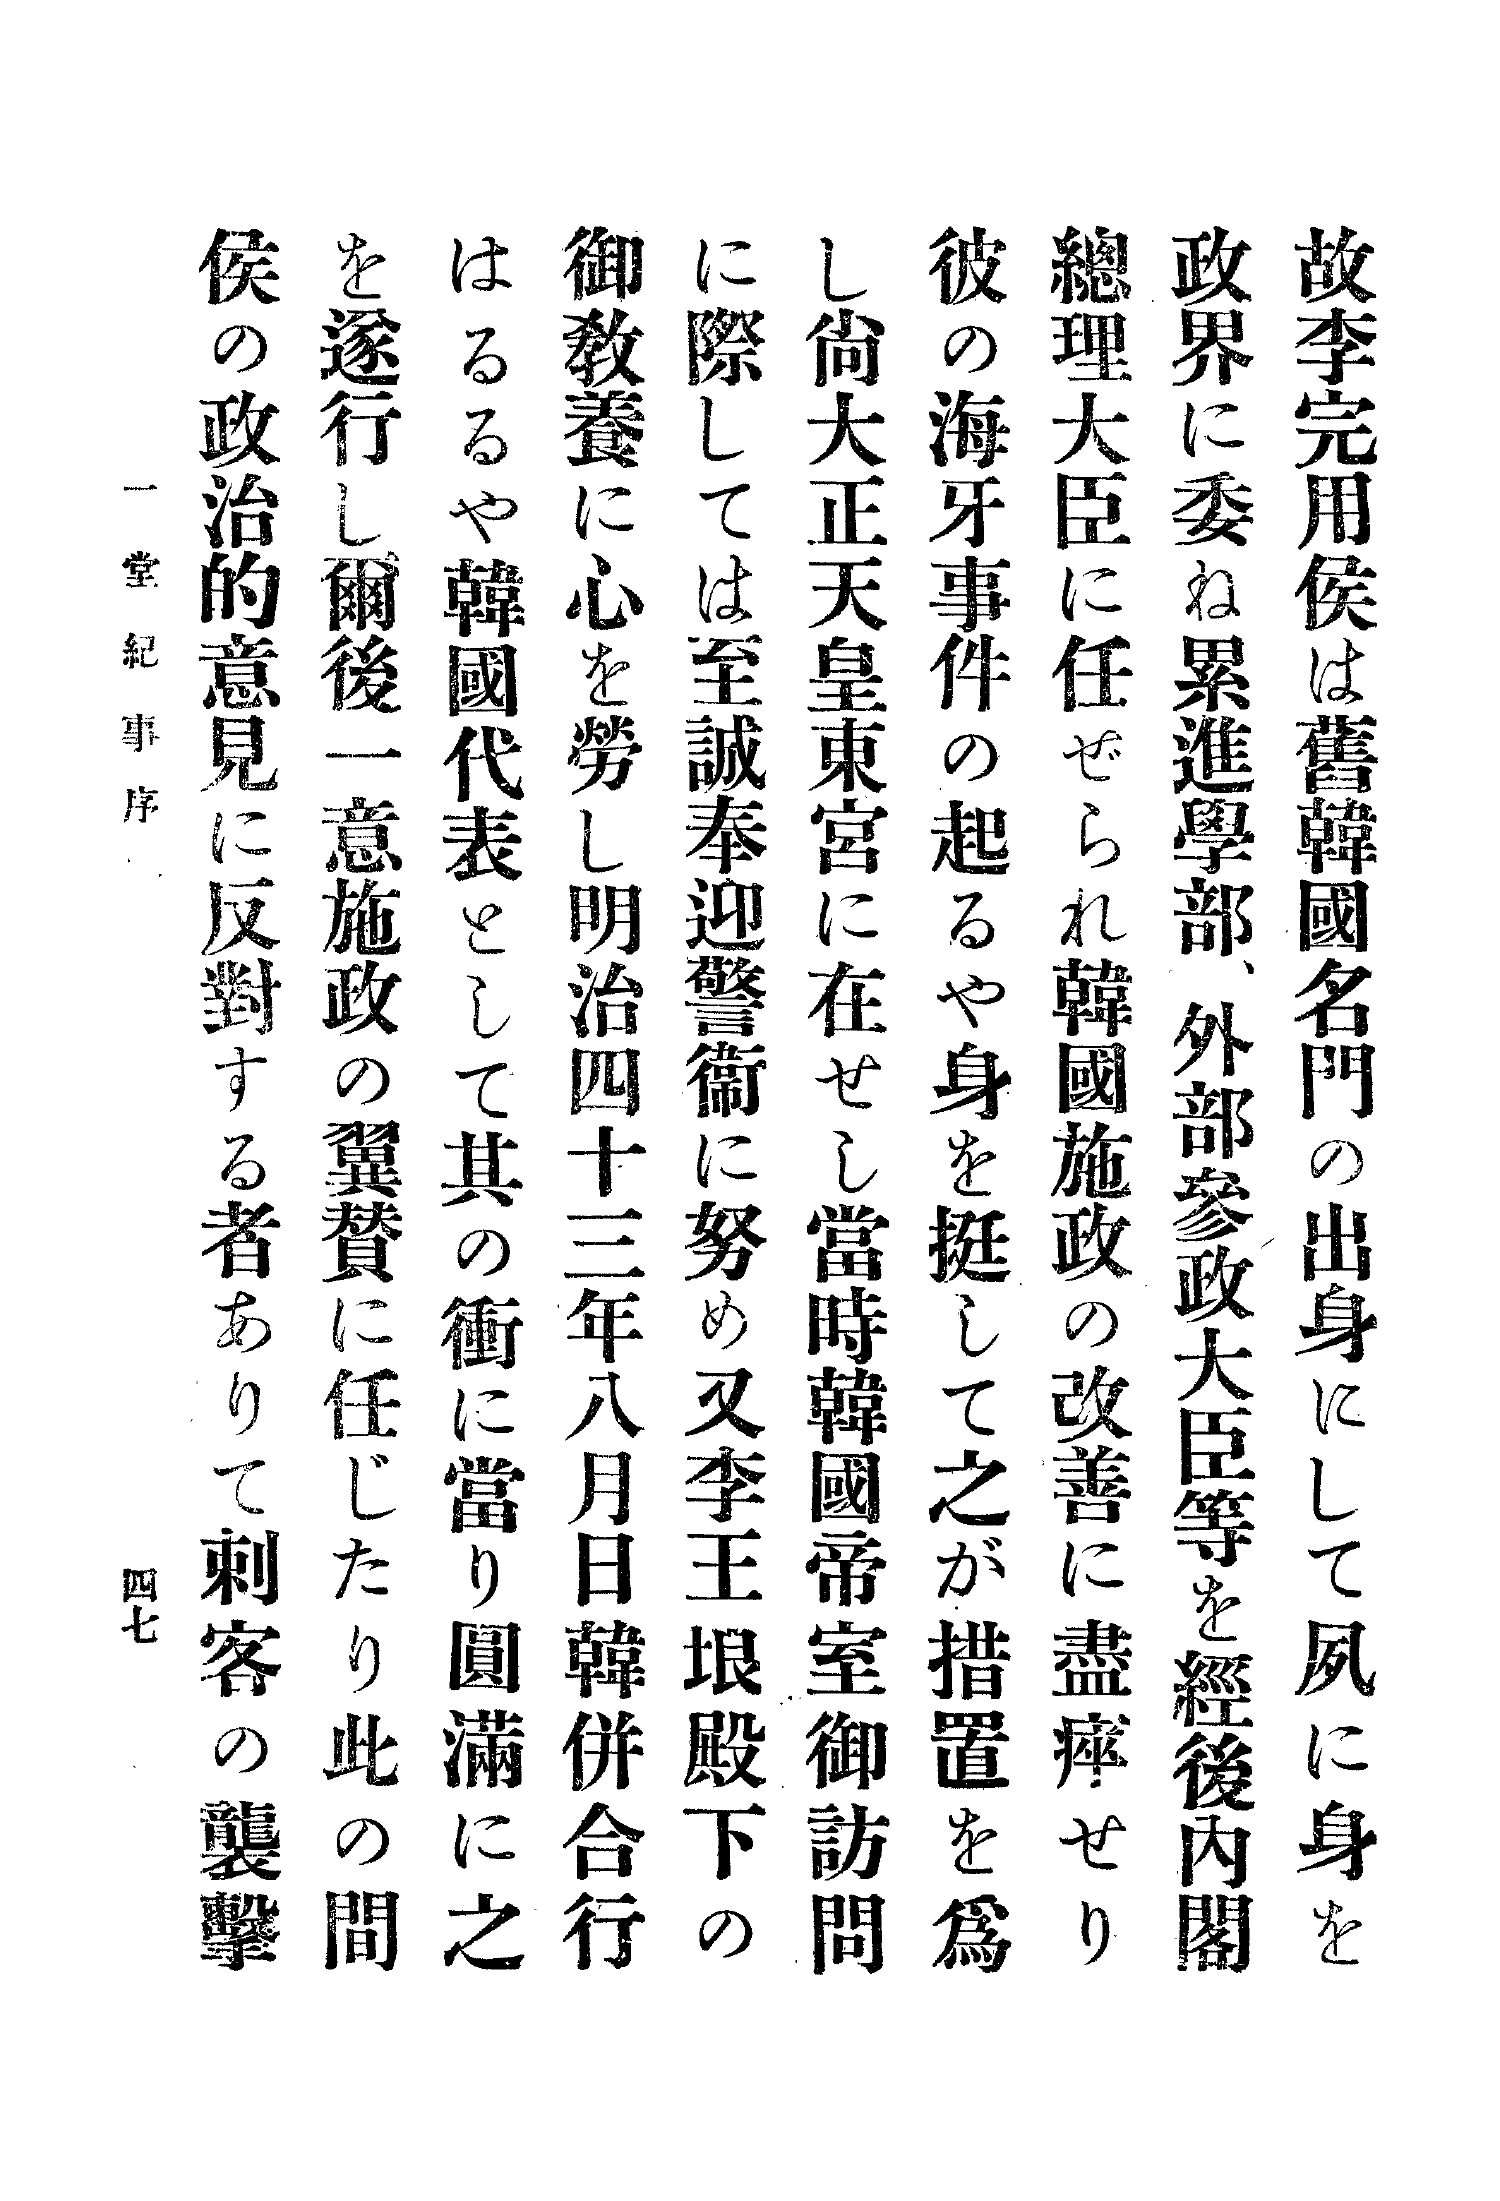 故李完用侯は舊韓國名門の出身にして夙に身を
政界に委ね累進學部、外部參政大臣等を經後內閣
總理大臣に任ぜられ韓國施政の改善に盡瘁せり
彼の海牙事件の起るや身を挺して之が措置を爲
し尙大正天皇東宮に在せし當時韓國帝室御訪問
に際しては至誠奉迎警衞に努め又李王垠殿下の
御敎養に心を勞し明治四十三年八月日韓併合行
はるるや韓國代表として其の衝に當り圓滿に之
を遂行し爾後一意施政の翼賛に任じたり此の間
侯の政治的意見に反對する者ありて刺客の襲擊
一堂紀事序
四七